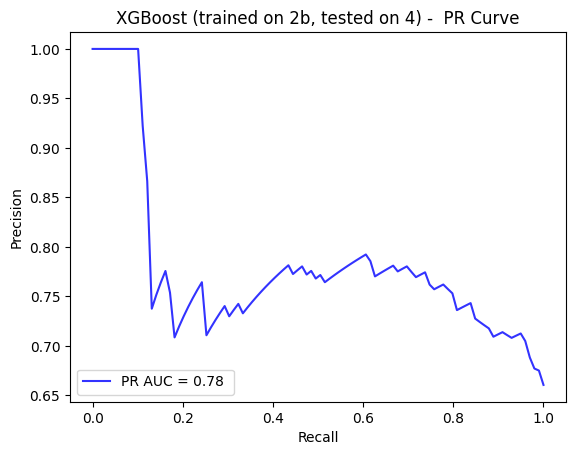 XGBoost (trained on 2b, tested on 4) -  PR Curve
Precision
1.00
0.95
0.90
0.85
0.80
0.75
0.70
0.65
PR AUC = 0.78
0.0 0.2 0.4 0.6 0.8 1.0
Recall